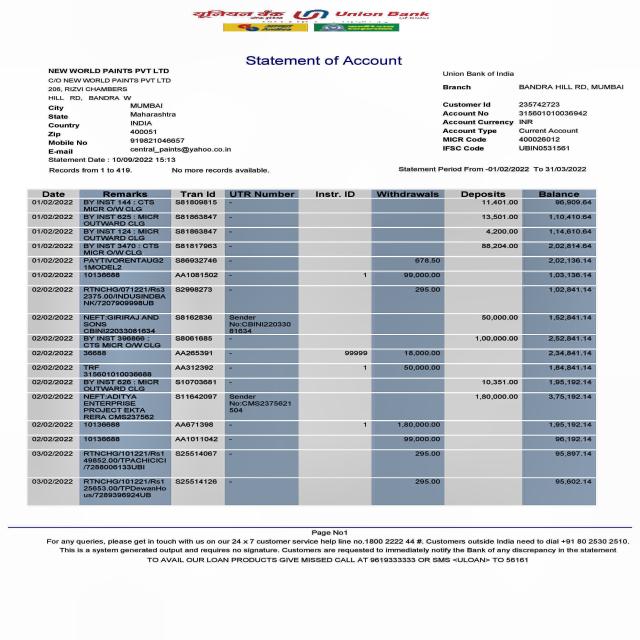 यूनियन बैंक Union Bank
of India
Statement of Account
NEW WORLD PAINTS PVT LTD
C/O NEW WORLD PAINTS PVT LTD
206, RIZVI CHAMBERS
HILL RD, BANDRA W
City MUMBAI
State Maharashtra
Country INDIA
Zip 400051
Mobile No 919821046657
E-mail central_paints@yahoo.co.in
Statement Date : 10/09/2022 15:13
Records from 1 to 419. No more records available.
Union Bank of India
Branch BANDRA HILL RD, MUMBAI
Customer Id 235742723
Account No 315601010036942
Account Currency INR
Account Type Current Account
MICR Code 400026012
IFSC Code UBIN0531561
Statement Period From -01/02/2022 To 31/03/2022
Date Remarks Tran Id UTR Number Instr. ID Withdrawals Deposits Balance
01/02/2022 BY INST 144 : CTS S81809815 - 11,401.00 96,909.64
MICR O/W CLG
01/02/2022 BY INST 625 : MICR S81863847 - 13,501.00 1,10,410.64
OUTWARD CLG
01/02/2022 BY INST 124 : MICR S81863847 - 4,200.00 1,14,610.64
OUTWARD CLG
01/02/2022 BY INST 3470 : CTS S81817963 - 88,204.00 2,02,814.64
MICR O/W CLG
01/02/2022 PAYTIVORENTAUG2 S86932746 - 678.50 2,02,136.14
1MODEL2
01/02/2022 10136688 AA1081502 - 1 99,000.00 1,03,136.14
02/02/2022 RTNCHG/071221/Rs3 S2998273 - 295.00 1,02,841.14
2375.00/INDUSINDBA
NK/7207909998UB
02/02/2022 NEFT:GIRIRAJ AND S8162836 Sender 50,000.00 1,52,841.14
SONS No:CBINI220330
CBINI22033081634 81634
02/02/2022 BY INST 396866 : S8061685 - 1,00,000.00 2,52,841.14
CTS MICR O/W CLG
02/02/2022 36688 AA265391 - 99999 18,000.00 2,34,841.14
02/02/2022 TRF AA312392 - 1 50,000.00 1,84,841.14
315601010036688
02/02/2022 BY INST 626 : MICR S10703681 - 10,351.00 1,95,192.14
OUTWARD CLG
02/02/2022 NEFT:ADITYA S11642097 Sender 1,80,000.00 3,75,192.14
ENTERPRISE No:CMS2375621
PROJECT EKTA 504
RERA CMS237562
02/02/2022 10136688 AA671398 - 1 1,80,000.00 1,95,192.14
02/02/2022 10136688 AA1011042 - 99,000.00 96,192.14
03/02/2022 RTNCHG/101221/Rs1 S25514067 - 295.00 95,897.14
49852.00/TPACHICICI
/7288006133UBI
03/02/2022 RTNCHG/101221/Rs1 S25514126 - 295.00 95,602.14
25653.00/TPDewanHo
us/7289396924UB
Page No1
For any queries, please get in touch with us on our 24 x 7 customer service help line no.1800 2222 44 #. Customers outside India need to dial +91 80 2530 2510.
This is a system generated output and requires no signature. Customers are requested to immediately notify the Bank of any discrepancy in the statement
TO AVAIL OUR LOAN PRODUCTS GIVE MISSED CALL AT 9619333333 OR SMS <ULOAN> TO 56161